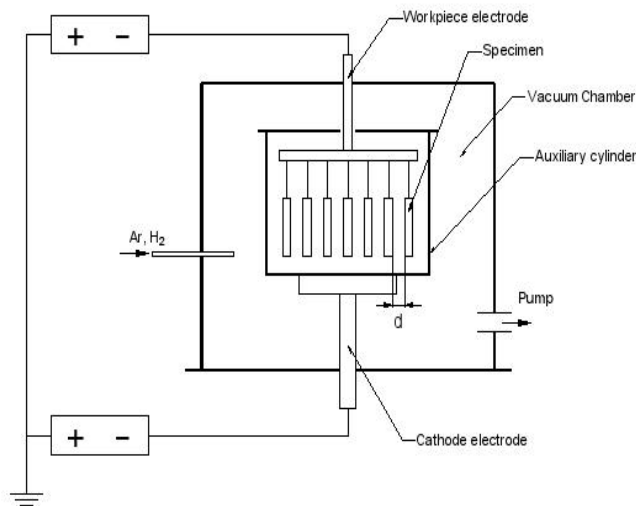 Workpiece electrode
+ -
Specimen
Vacuum Chamber
Auxiliary cylinder
Ar, H₂
Pump
d
+ -
Cathode electrode